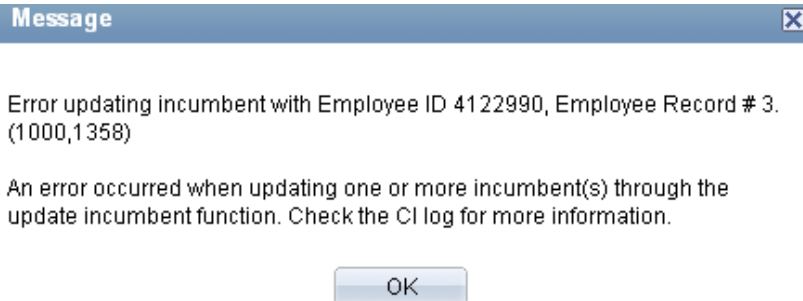 Message
Error updating incumbent with Employee ID 4122990, Employee Record # 3.
(1000,1358)
An error occurred when updating one or more incumbent(s) through the
update incumbent function. Check the CI log for more information.
OK